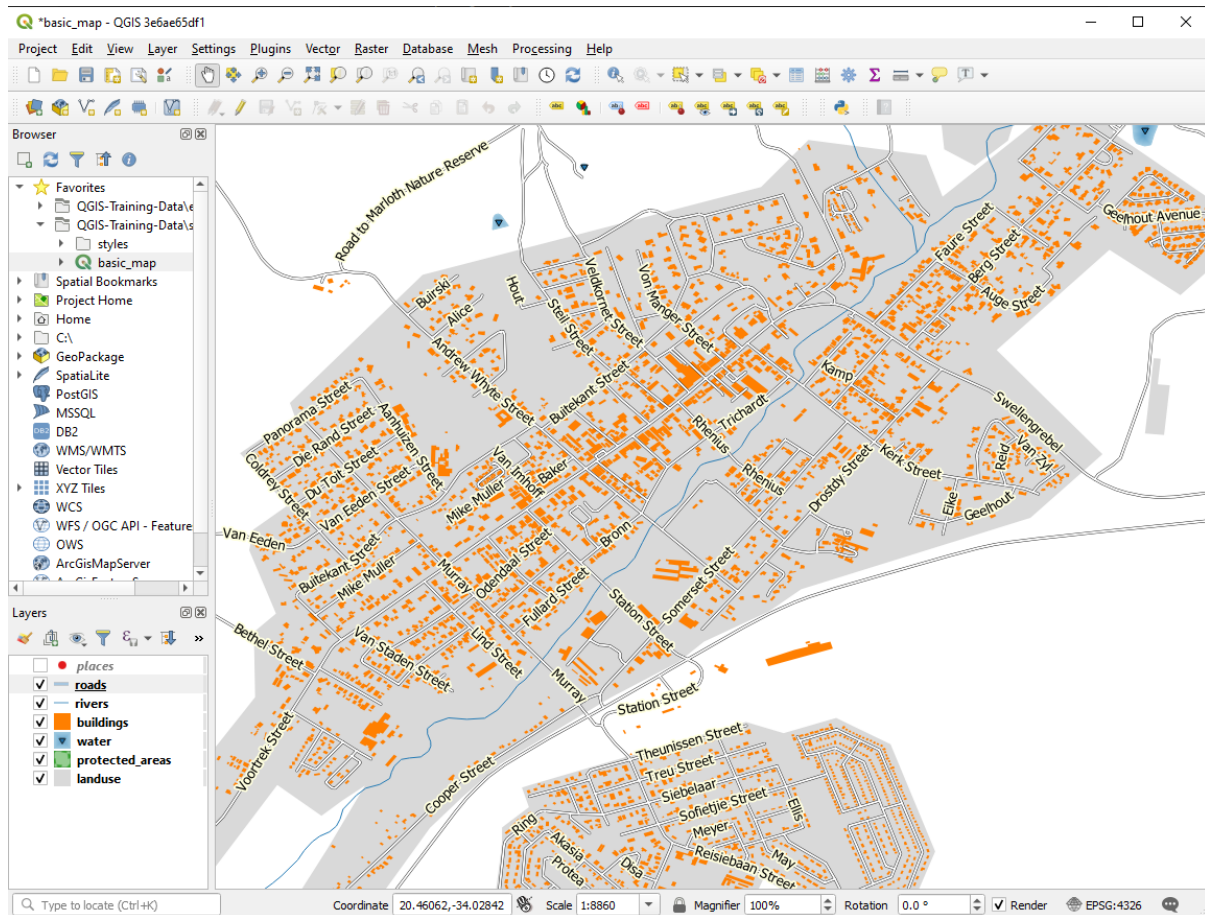 *basic_map - QGIS 3e6ae65df1
Project Edit View Layer Settings Plugins Vector Raster Database Mesh Processing Help
Browser
Favorites
QGIS-Training-Data\e
QGIS-Training-Data\s
styles
basic_map
Spatial Bookmarks
Project Home
Home
C:\
GeoPackage
SpatiaLite
PostGIS
MSSQL
DB2
WMS/WMTS
Vector Tiles
XYZ Tiles
WCS
WFS / OGC API - Feature
OWS
ArcGisMapServer
Layers
places
roads
rivers
buildings
water
protected_areas
landuse
Road to Marloth Nature Reserve
Geelhout Avenue
Faure Street
Berg Street
Auge Street
Buirski
Alice
Hout
Steil Street
Veldkornet Street
Von Manger Street
Andrew Whyte Street
Buitekant Street
Kamp
Swellengrebel
Panorama Street
Die Rand Street
Aanhuizen Street
Du Toit Street
Coldrey Street
Van Eeden Street
Van Imhoff
Baker
Mike Muller
Rhenius
Trichardt
Rhenius
Drostdy Street
Kerk Street
Reid
Van Zyl
Eike
Geelhout
Van Eeden
Buitekant Street
Mike Muller
Murray
Odendaal Street
Bronn
Fullard Street
Somerset Street
Station Street
Bethel Street
Van Staden Street
Lind Street
Murray
Station Street
Voortrek Street
Cooper Street
Theunissen Street
Treu Street
Siebelaar
Sofietjie Street
Ellis
Meyer
Ring
Akasia
Protea
Disa
Reisiebaan Street
May
Type to locate (Ctrl+K) Coordinate 20.46062,-34.02842 Scale 1:8860 Magnifier 100% Rotation 0.0 ° Render EPSG:4326